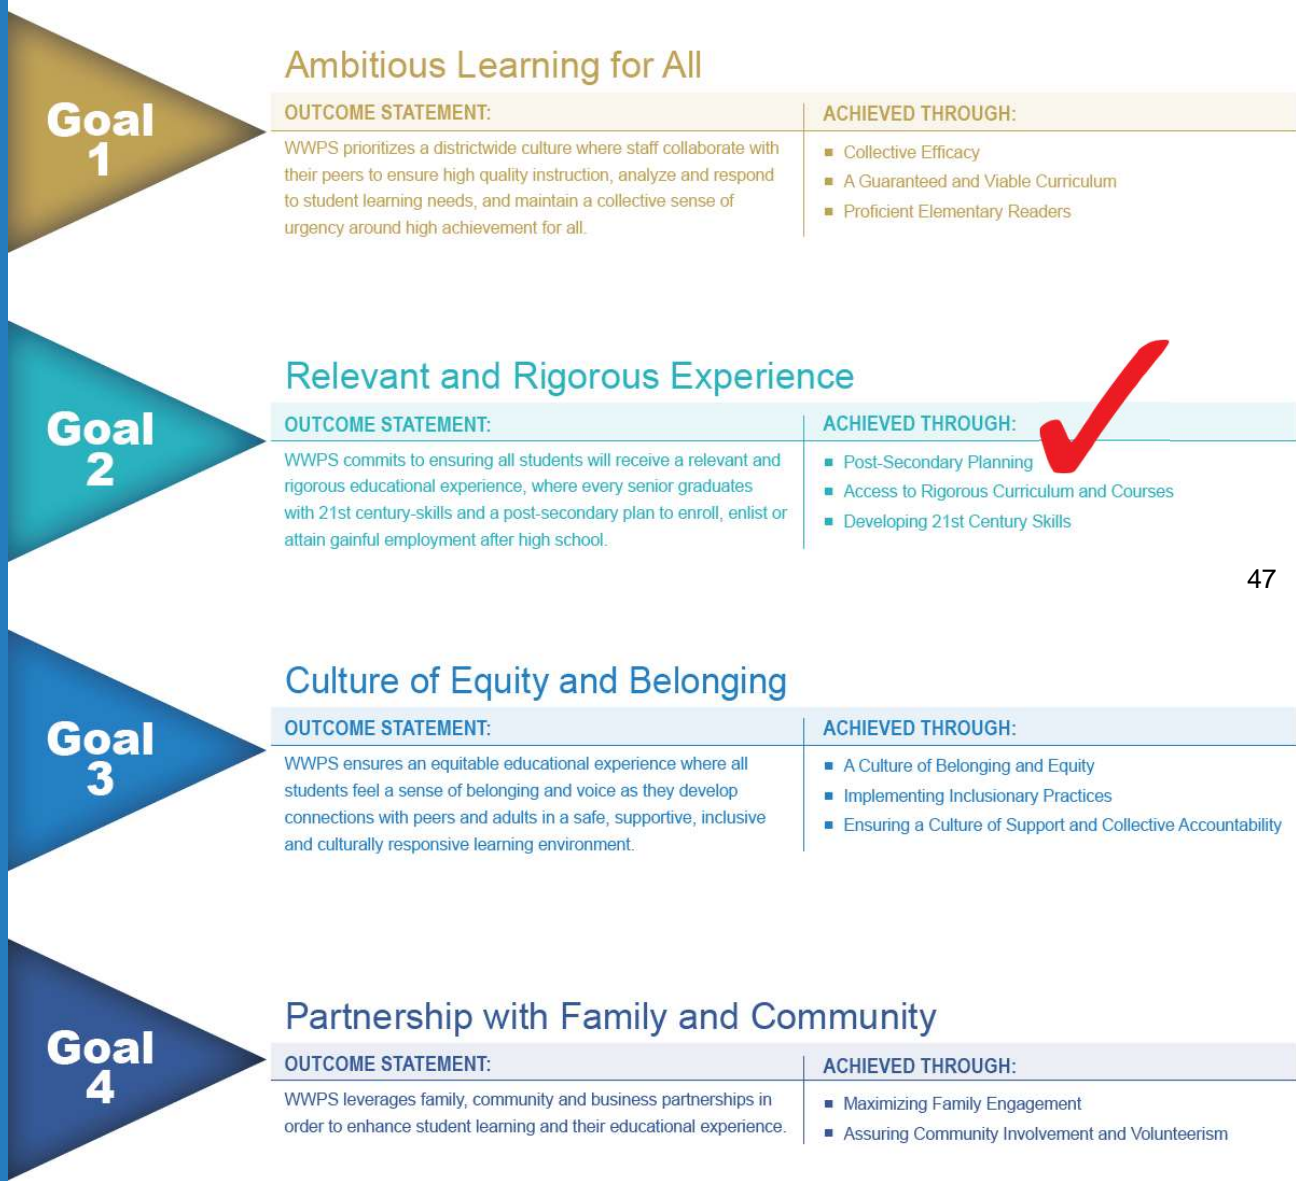 Goal
1
Ambitious Learning for All
OUTCOME STATEMENT:
WWPS prioritizes a districtwide culture where staff collaborate with
their peers to ensure high quality instruction, analyze and respond
to student learning needs, and maintain a collective sense of
urgency around high achievement for all.
ACHIEVED THROUGH:
■ Collective Efficacy
■ A Guaranteed and Viable Curriculum
■ Proficient Elementary Readers
Goal
2
Relevant and Rigorous Experience
OUTCOME STATEMENT:
WWPS commits to ensuring all students will receive a relevant and
rigorous educational experience, where every senior graduates
with 21st century-skills and a post-secondary plan to enroll, enlist or
attain gainful employment after high school.
ACHIEVED THROUGH:
■ Post-Secondary Planning
■ Access to Rigorous Curriculum and Courses
■ Developing 21st Century Skills
47
Goal
3
Culture of Equity and Belonging
OUTCOME STATEMENT:
WWPS ensures an equitable educational experience where all
students feel a sense of belonging and voice as they develop
connections with peers and adults in a safe, supportive, inclusive
and culturally responsive learning environment.
ACHIEVED THROUGH:
■ A Culture of Belonging and Equity
■ Implementing Inclusionary Practices
■ Ensuring a Culture of Support and Collective Accountability
Goal
4
Partnership with Family and Community
OUTCOME STATEMENT:
WWPS leverages family, community and business partnerships in
order to enhance student learning and their educational experience.
ACHIEVED THROUGH:
■ Maximizing Family Engagement
■ Assuring Community Involvement and Volunteerism